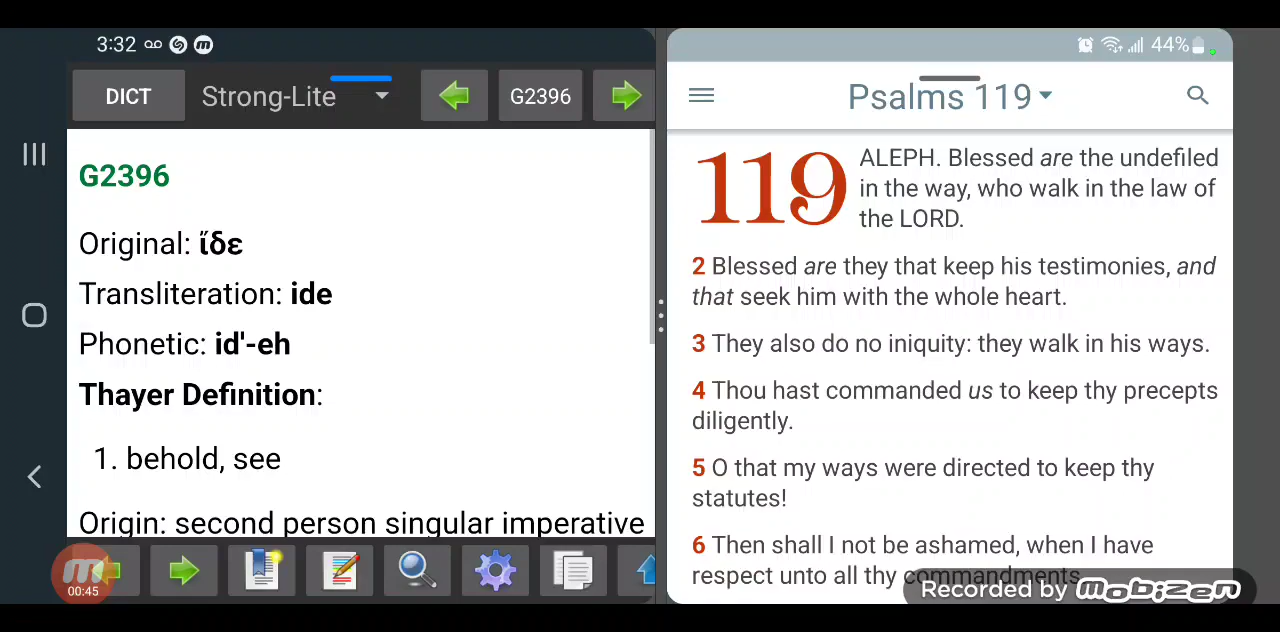 3:32
DICT Strong-Lite G2396
G2396
Original: ἴδε
Transliteration: ide
Phonetic: id'-eh
Thayer Definition:
1. behold, see
Origin: second person singular imperative
00:45
44%
Psalms 119
119 ALEPH. Blessed are the undefiled
in the way, who walk in the law of
the LORD.
2 Blessed are they that keep his testimonies, and
that seek him with the whole heart.
3 They also do no iniquity: they walk in his ways.
4 Thou hast commanded us to keep thy precepts
diligently.
5 O that my ways were directed to keep thy
statutes!
6 Then shall I not be ashamed, when I have
respect unto all thy commandments
Recorded by mobizen